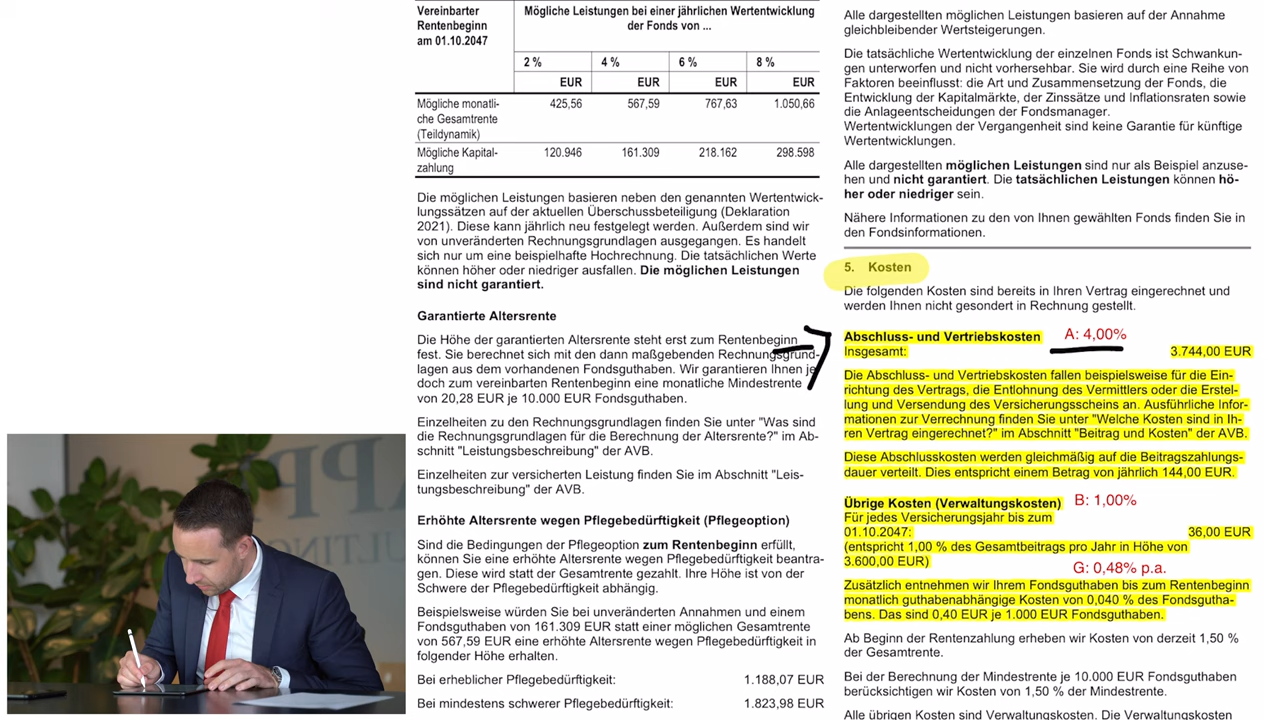 Vereinbarter
Rentenbeginn
am 01.10.2047
Mögliche Leistungen bei einer jährlichen Wertentwicklung
der Fonds von ...
2 % 4 % 6 % 8 %
EUR EUR EUR EUR
Mögliche monatli-
che Gesamtrente
(Teildynamik)
425,56 567,59 767,63 1.050,66
Mögliche Kapital-
zahlung
120.946 161.309 218.162 298.598
Die möglichen Leistungen basieren neben den genannten Wertentwick-
lungssätzen auf der aktuellen Überschussbeteiligung (Deklaration
2021). Diese kann jährlich neu festgelegt werden. Außerdem sind wir
von unveränderten Rechnungsgrundlagen ausgegangen. Es handelt
sich nur um eine beispielhafte Hochrechnung. Die tatsächlichen Werte
können höher oder niedriger ausfallen. Die möglichen Leistungen
sind nicht garantiert.
Garantierte Altersrente
Die Höhe der garantierten Altersrente steht erst zum Rentenbeginn
fest. Sie berechnet sich mit den dann maßgebenden Rechnungsgrund-
lagen aus dem vorhandenen Fondsguthaben. Wir garantieren Ihnen je
doch zum vereinbarten Rentenbeginn eine monatliche Mindestrente
von 20,28 EUR je 10.000 EUR Fondsguthaben.
Einzelheiten zu den Rechnungsgrundlagen finden Sie unter "Was sind
die Rechnungsgrundlagen für die Berechnung der Altersrente?" im Ab-
schnitt "Leistungsbeschreibung" der AVB.
Einzelheiten zur versicherten Leistung finden Sie im Abschnitt "Leis-
tungsbeschreibung" der AVB.
Erhöhte Altersrente wegen Pflegebedürftigkeit (Pflegeoption)
Sind die Bedingungen der Pflegeoption zum Rentenbeginn erfüllt,
können Sie eine erhöhte Altersrente wegen Pflegebedürftigkeit beantra-
gen. Diese wird statt der Gesamtrente gezahlt. Ihre Höhe ist von der
Schwere der Pflegebedürftigkeit abhängig.
Beispielsweise würden Sie bei unveränderten Annahmen und einem
Fondsguthaben von 161.309 EUR statt einer möglichen Gesamtrente
von 567,59 EUR eine erhöhte Altersrente wegen Pflegebedürftigkeit in
folgender Höhe erhalten.
Bei erheblicher Pflegebedürftigkeit: 1.188,07 EUR
Bei mindestens schwerer Pflegebedürftigkeit: 1.823,98 EUR
Alle dargestellten möglichen Leistungen basieren auf der Annahme
gleichbleibender Wertsteigerungen.
Die tatsächliche Wertentwicklung der einzelnen Fonds ist Schwankun-
gen unterworfen und nicht vorhersehbar. Sie wird durch eine Reihe von
Faktoren beeinflusst: die Art und Zusammensetzung der Fonds, die
Entwicklung der Kapitalmärkte, der Zinssätze und Inflationsraten sowie
die Anlageentscheidungen der Fondsmanager.
Wertentwicklungen der Vergangenheit sind keine Garantie für künftige
Wertentwicklungen.
Alle dargestellten möglichen Leistungen sind nur als Beispiel anzuse-
hen und nicht garantiert. Die tatsächlichen Leistungen können hö-
her oder niedriger sein.
Nähere Informationen zu den von Ihnen gewählten Fonds finden Sie in
den Fondsinformationen.
5. Kosten
Die folgenden Kosten sind bereits in Ihren Vertrag eingerechnet und
werden Ihnen nicht gesondert in Rechnung gestellt.
Abschluss- und Vertriebskosten A: 4,00%
Insgesamt: 3.744,00 EUR
Die Abschluss- und Vertriebskosten fallen beispielsweise für die Ein-
richtung des Vertrags, die Entlohnung des Vermittlers oder die Erstel-
lung und Versendung des Versicherungsscheins an. Ausführliche Infor-
mationen zur Verrechnung finden Sie unter "Welche Kosten sind in Ih-
ren Vertrag eingerechnet?" im Abschnitt "Beitrag und Kosten" der AVB.
Diese Abschlusskosten werden gleichmäßig auf die Beitragszahlungs-
dauer verteilt. Dies entspricht einem Betrag von jährlich 144,00 EUR.
Übrige Kosten (Verwaltungskosten) B: 1,00%
Für jedes Versicherungsjahr bis zum
01.10.2047: 36,00 EUR
(entspricht 1,00 % des Gesamtbeitrags pro Jahr in Höhe von
3.600,00 EUR)
G: 0,48% p.a.
Zusätzlich entnehmen wir Ihrem Fondsguthaben bis zum Rentenbeginn
monatlich guthabenabhängige Kosten von 0,040 % des Fondsgutha-
bens. Das sind 0,40 EUR je 1.000 EUR Fondsguthaben.
Ab Beginn der Rentenzahlung erheben wir Kosten von derzeit 1,50 %
der Gesamtrente.
Bei der Berechnung der Mindestrente je 10.000 EUR Fondsguthaben
berücksichtigen wir Kosten von 1,50 % der Mindestrente.
Alle übrigen Kosten sind Verwaltungskosten. Die Verwaltungskosten